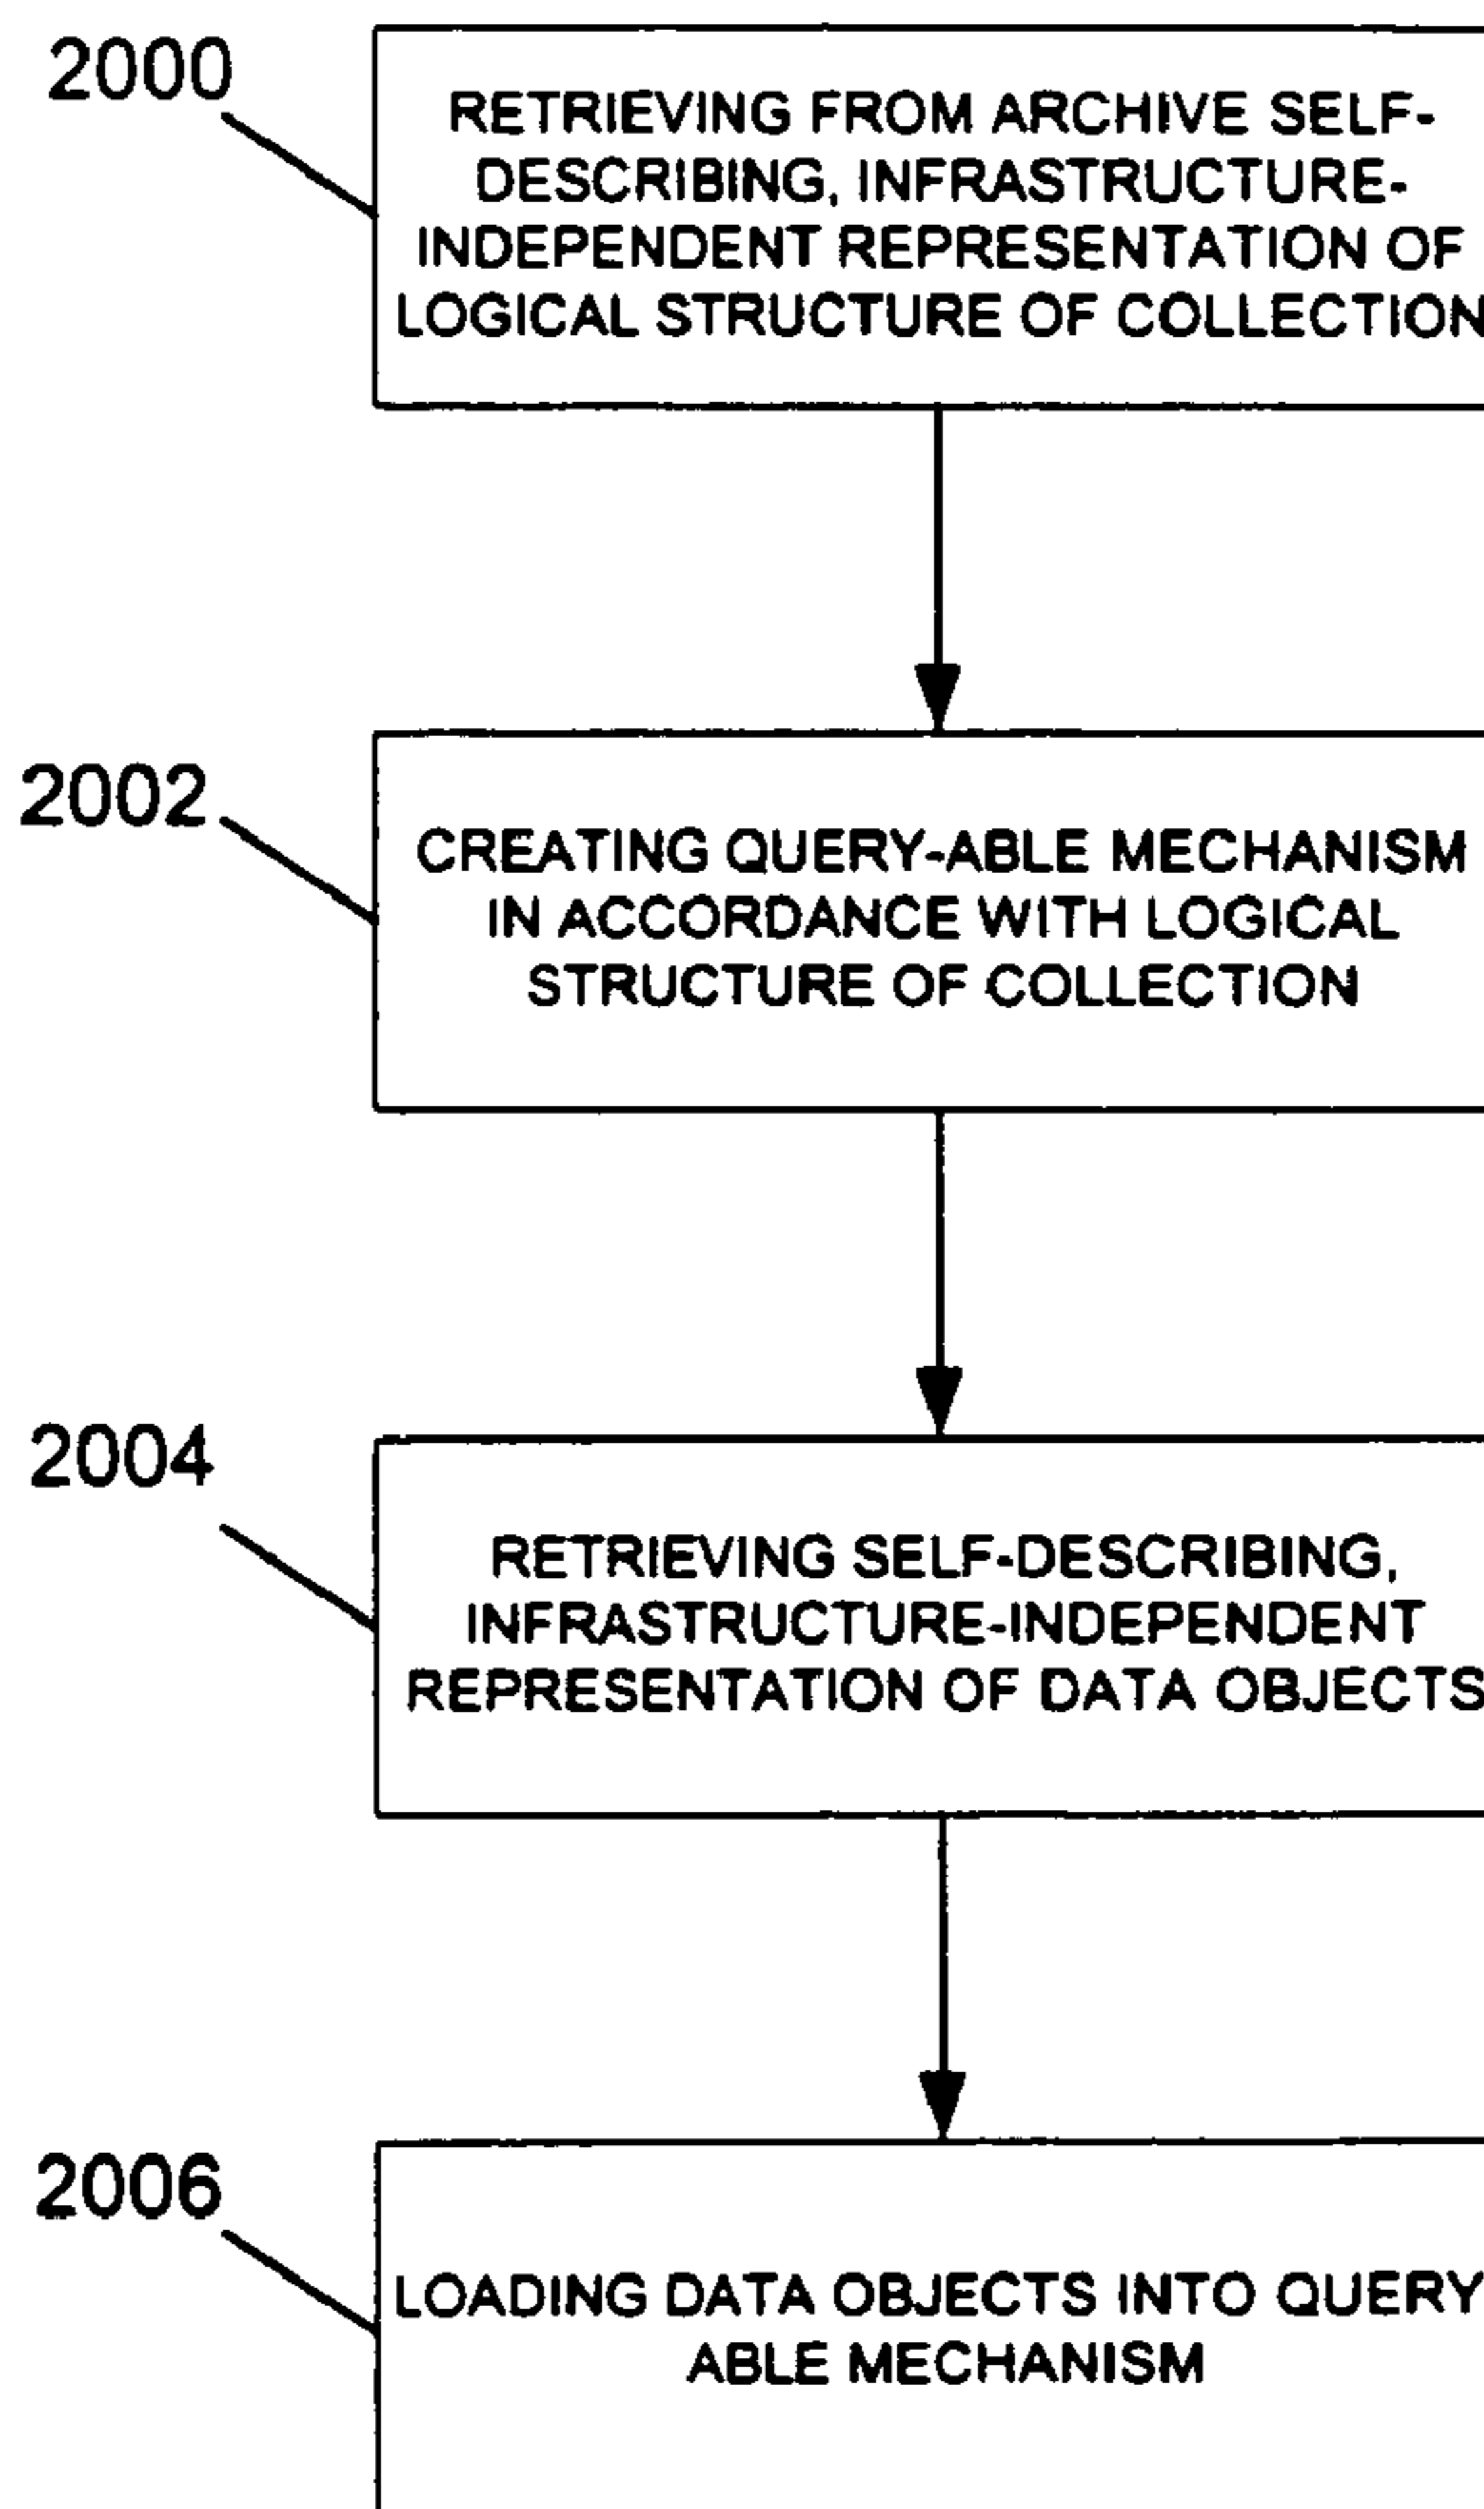 2000
RETRIEVING FROM ARCHIVE SELF-
DESCRIBING, INFRASTRUCTURE-
INDEPENDENT REPRESENTATION OF
LOGICAL STRUCTURE OF COLLECTION
2002
CREATING QUERY-ABLE MECHANISM
IN ACCORDANCE WITH LOGICAL
STRUCTURE OF COLLECTION
2004
RETRIEVING SELF-DESCRIBING,
INFRASTRUCTURE-INDEPENDENT
REPRESENTATION OF DATA OBJECTS
2006
LOADING DATA OBJECTS INTO QUERY
ABLE MECHANISM